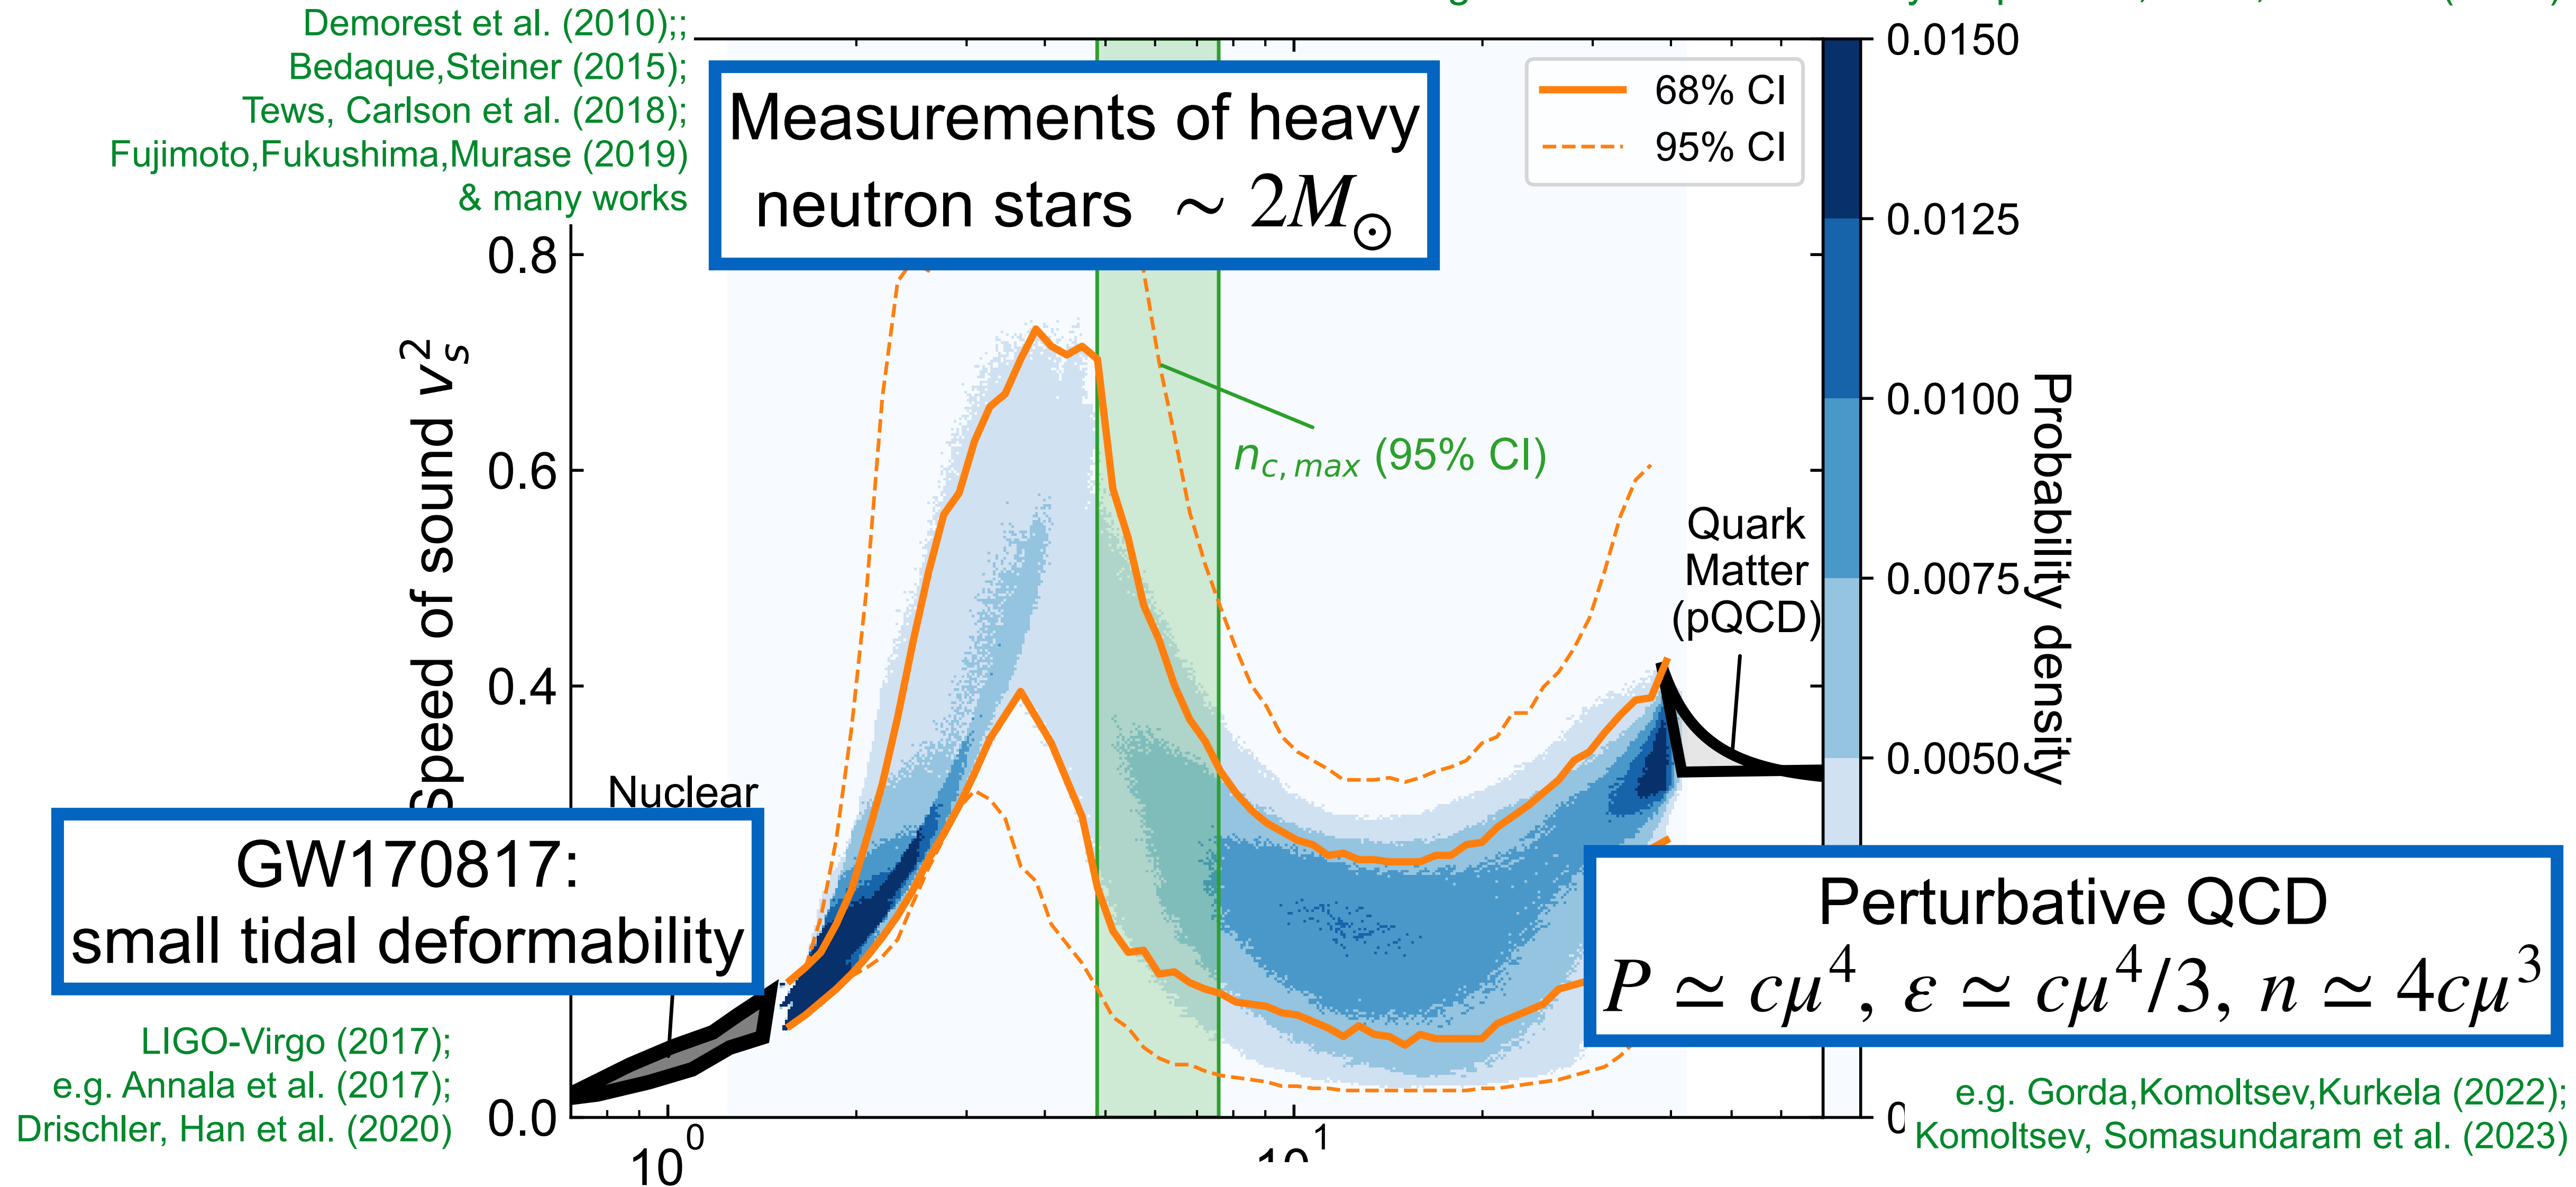 Demorest et al. (2010);;
Bedaque,Steiner (2015);
Tews, Carlson et al. (2018);
Fujimoto,Fukushima,Murase (2019)
& many works
Measurements of heavy
neutron stars ∼ 2M⊙
68% CI
95% CI
0.8
0.6
0.4
0.0
Speed of sound v_s^2
n_{c, max} (95% CI)
Quark
Matter
(pQCD)
Nuclear
GW170817:
small tidal deformability
LIGO-Virgo (2017);
e.g. Annala et al. (2017);
Drischler, Han et al. (2020)
10^0
10^1
0.0150
0.0125
0.0100
0.0075
0.0050
Probability density
Perturbative QCD
P ≃ cμ^4, ε ≃ cμ^4/3, n ≃ 4cμ^3
e.g. Gorda,Komoltsev,Kurkela (2022);
Komoltsev, Somasundaram et al. (2023)